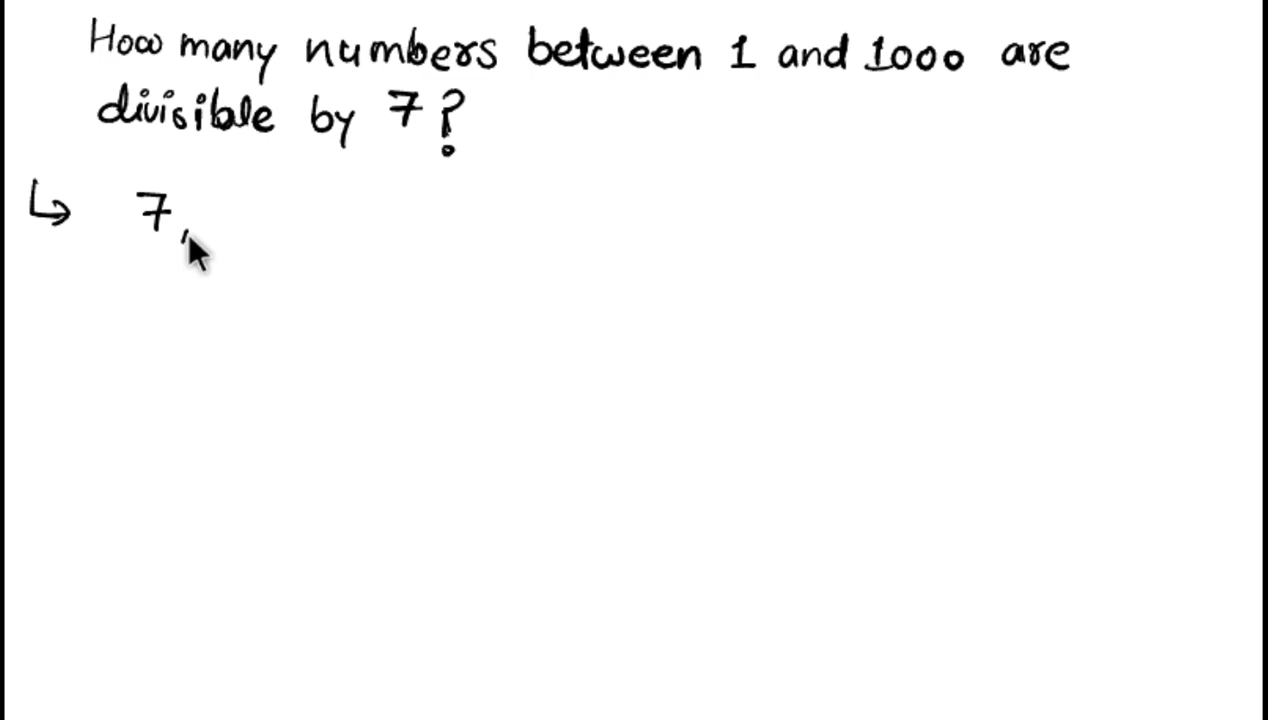 How many numbers between 1 and 1000 are
divisible by 7?
↳ 7,